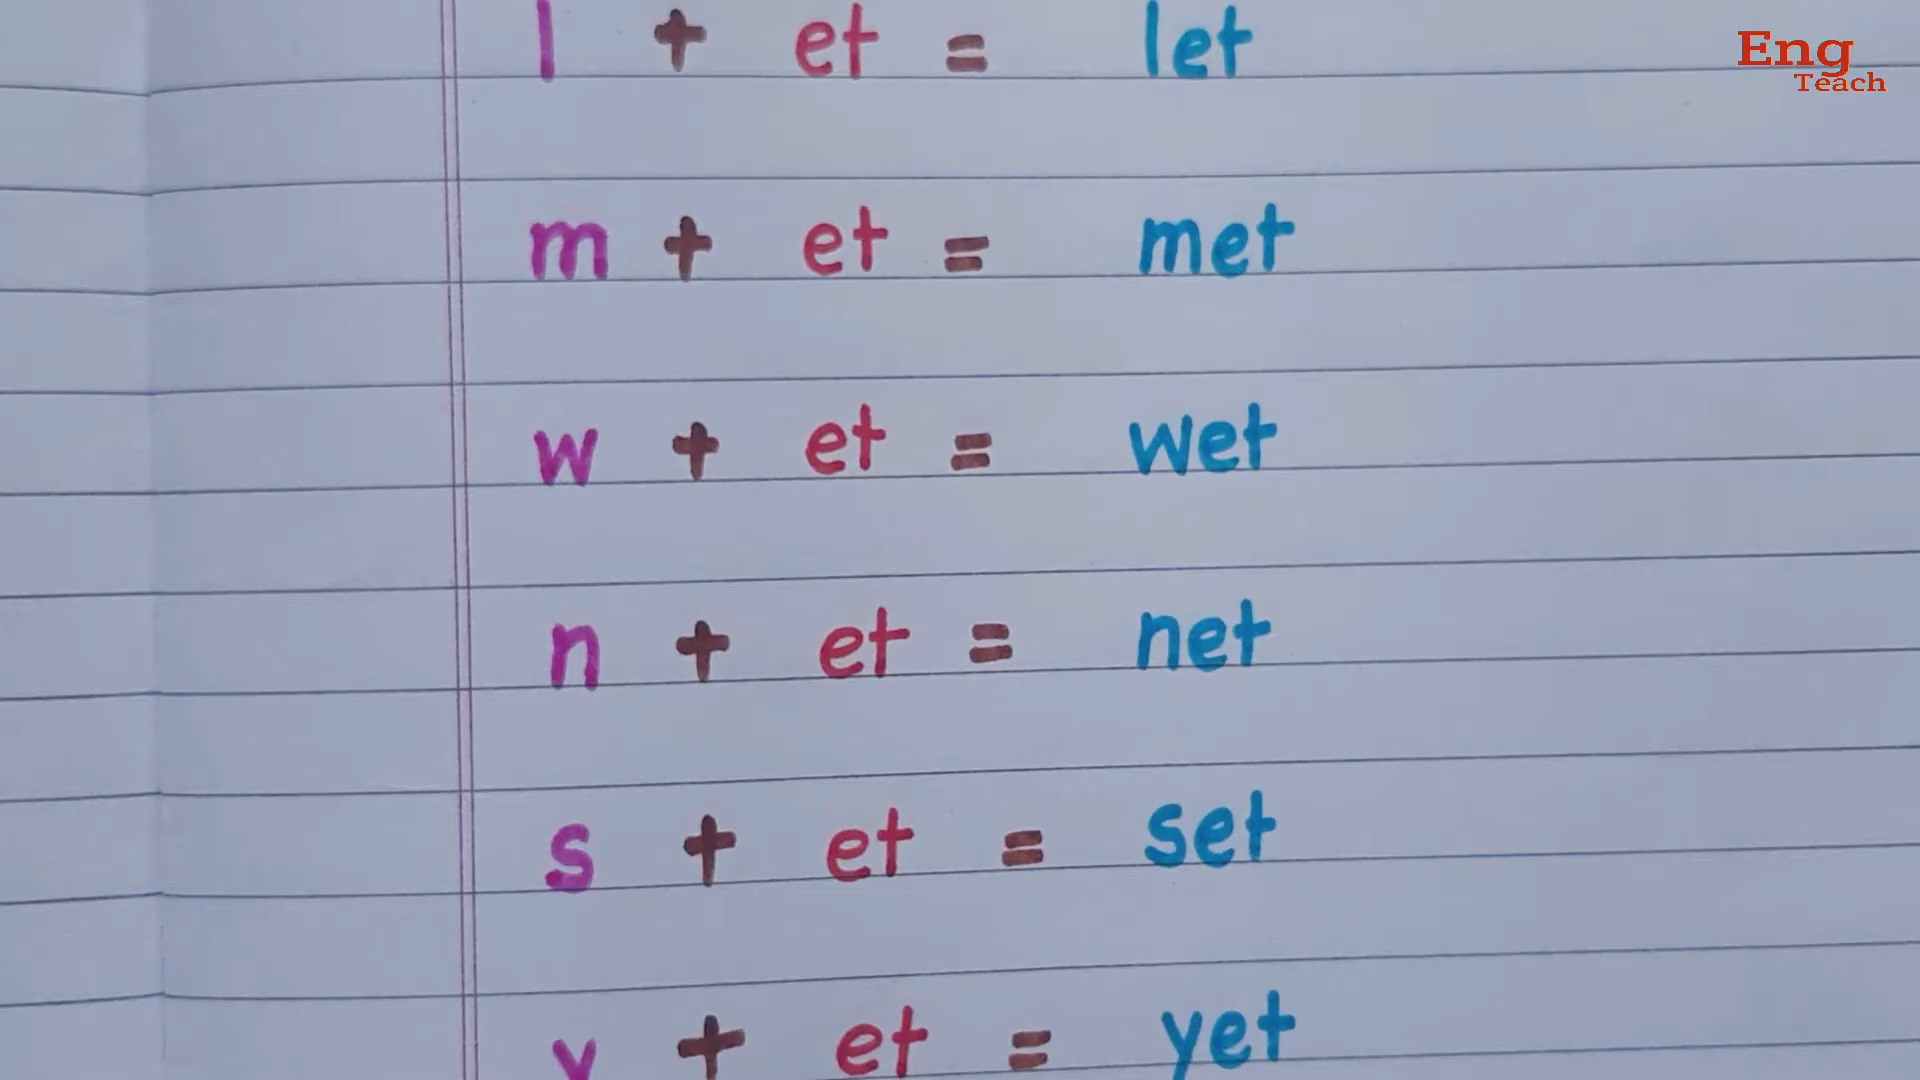 l + et = let
Eng
Teach
m + et = met
w + et = wet
n + et = net
s + et = set
y + et = yet